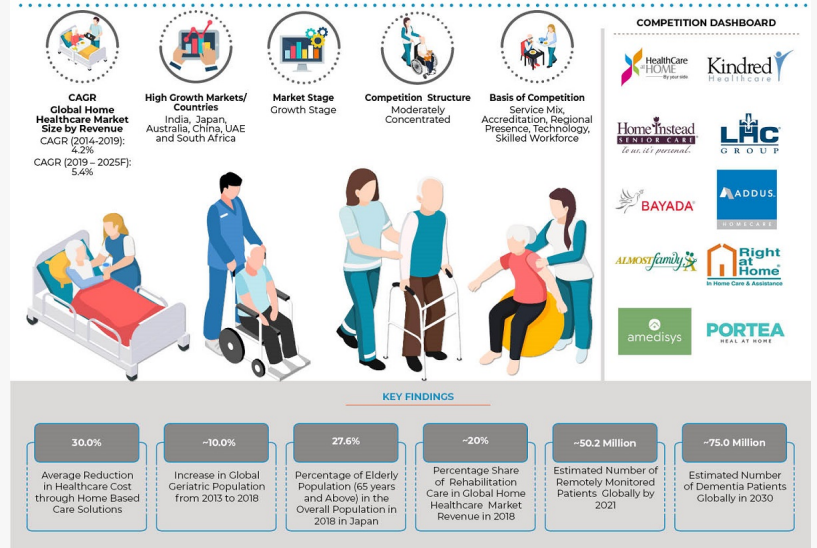 CAGR
Global Home
Healthcare Market
Size by Revenue
CAGR (2014-2019):
4.2%
CAGR (2019 – 2025F):
5.4%
High Growth Markets/
Countries
India, Japan,
Australia, China, UAE
and South Africa
Market Stage
Growth Stage
Competition Structure
Moderately
Concentrated
Basis of Competition
Service Mix,
Accreditation, Regional
Presence, Technology,
Skilled Workforce
COMPETITION DASHBOARD
HealthCare
at HOME
By your side
Kindred
Healthcare
Home Instead
SENIOR CARE
to us, it's personal.
LHC
GROUP
BAYADA
ADDUS
HOMECARE
ALMOST family
Right
at
Home
In Home Care & Assistance
amedisys
PORTEA
HEAL AT HOME
KEY FINDINGS
30.0%
Average Reduction
in Healthcare Cost
through Home Based
Care Solutions
~10.0%
Increase in Global
Geriatric Population
from 2013 to 2018
27.6%
Percentage of Elderly
Population (65 years
and Above) in the
Overall Population in
2018 in Japan
~20%
Percentage Share
of Rehabilitation
Care in Global Home
Healthcare Market
Revenue in 2018
~50.2 Million
Estimated Number of
Remotely Monitored
Patients Globally by
2021
~75.0 Million
Estimated Number
of Dementia Patients
Globally in 2030